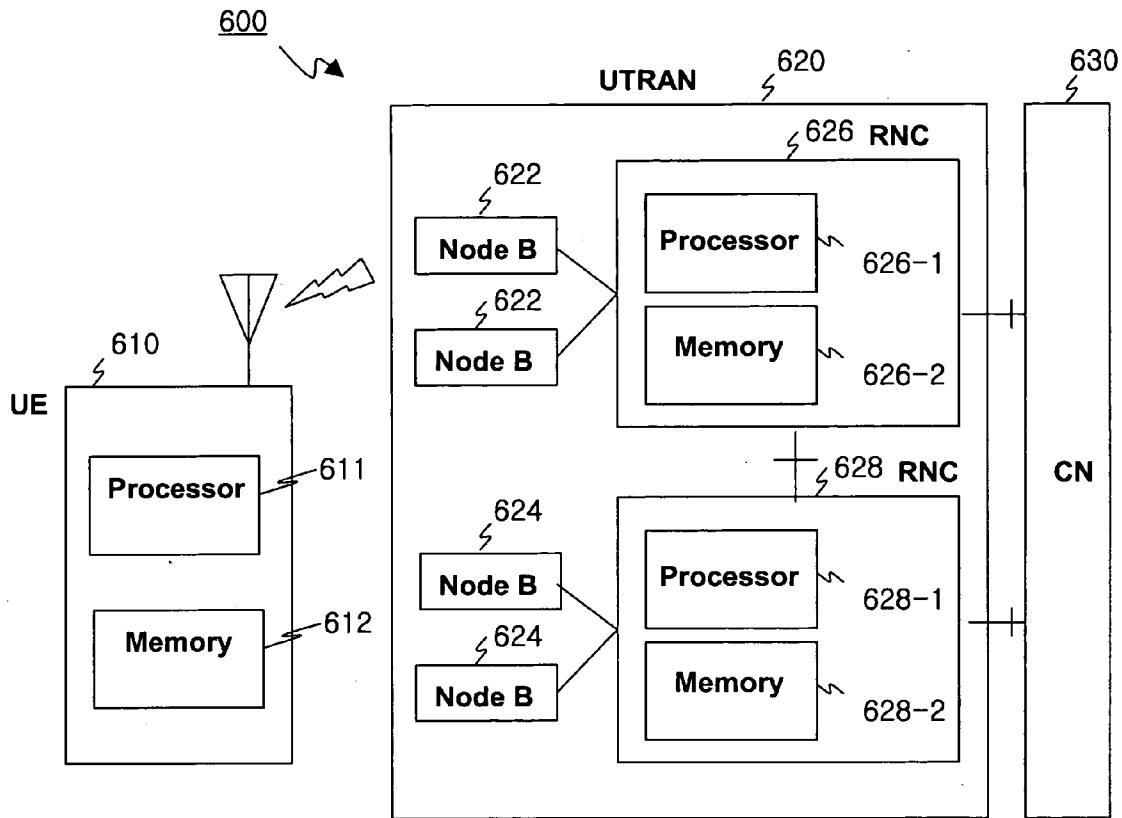 600
UTRAN
620
630
626 RNC
622
Node B
Processor
626-1
622
Node B
Memory
626-2
610
UE
Processor
611
628 RNC
CN
624
Node B
Processor
628-1
Memory
612
624
Node B
Memory
628-2